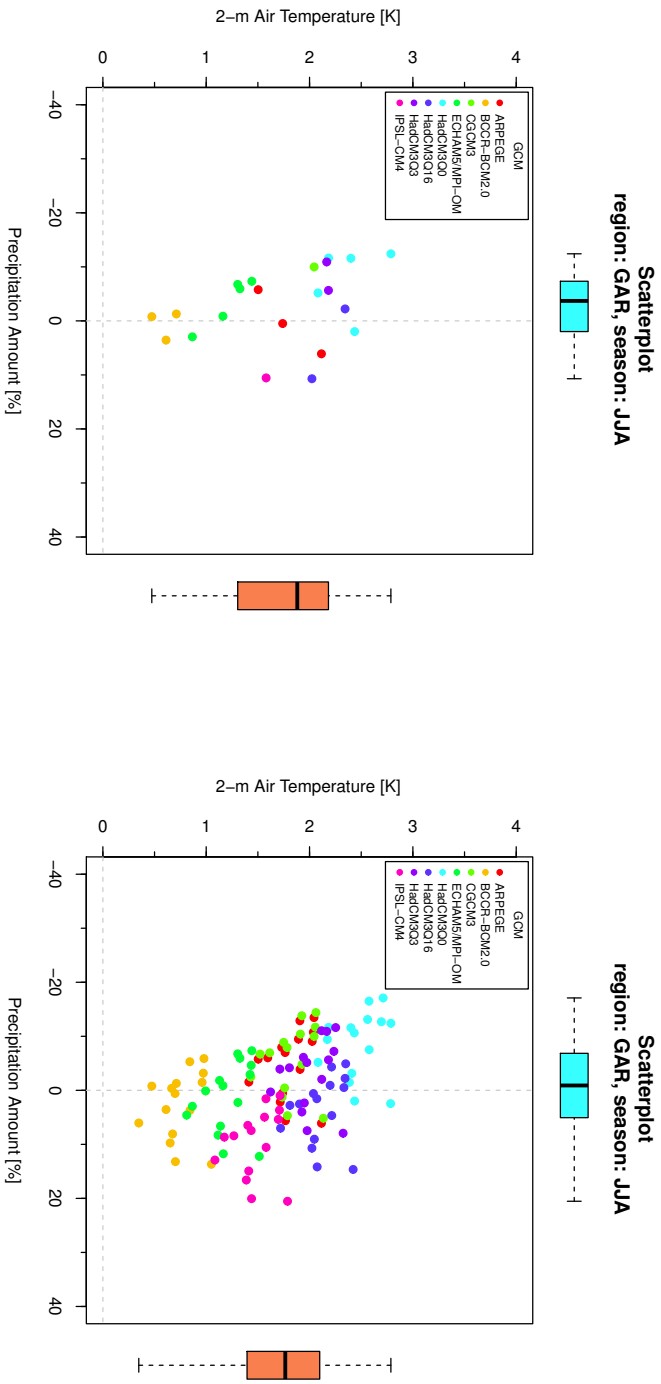 Scatterplot
region: GAR, season: JJA
2−m Air Temperature [K]
0
1
2
3
4
GCM
ARPEGE
BCCR−BCM2.0
CGCM3
ECHAM5/MPI−OM
HadCM3Q0
HadCM3Q16
HadCM3Q3
IPSL−CM4
−40
−20
0
20
40
Precipitation Amount [%]
Scatterplot
region: GAR, season: JJA
2−m Air Temperature [K]
0
1
2
3
4
GCM
ARPEGE
BCCR−BCM2.0
CGCM3
ECHAM5/MPI−OM
HadCM3Q0
HadCM3Q16
HadCM3Q3
IPSL−CM4
−40
−20
0
20
40
Precipitation Amount [%]